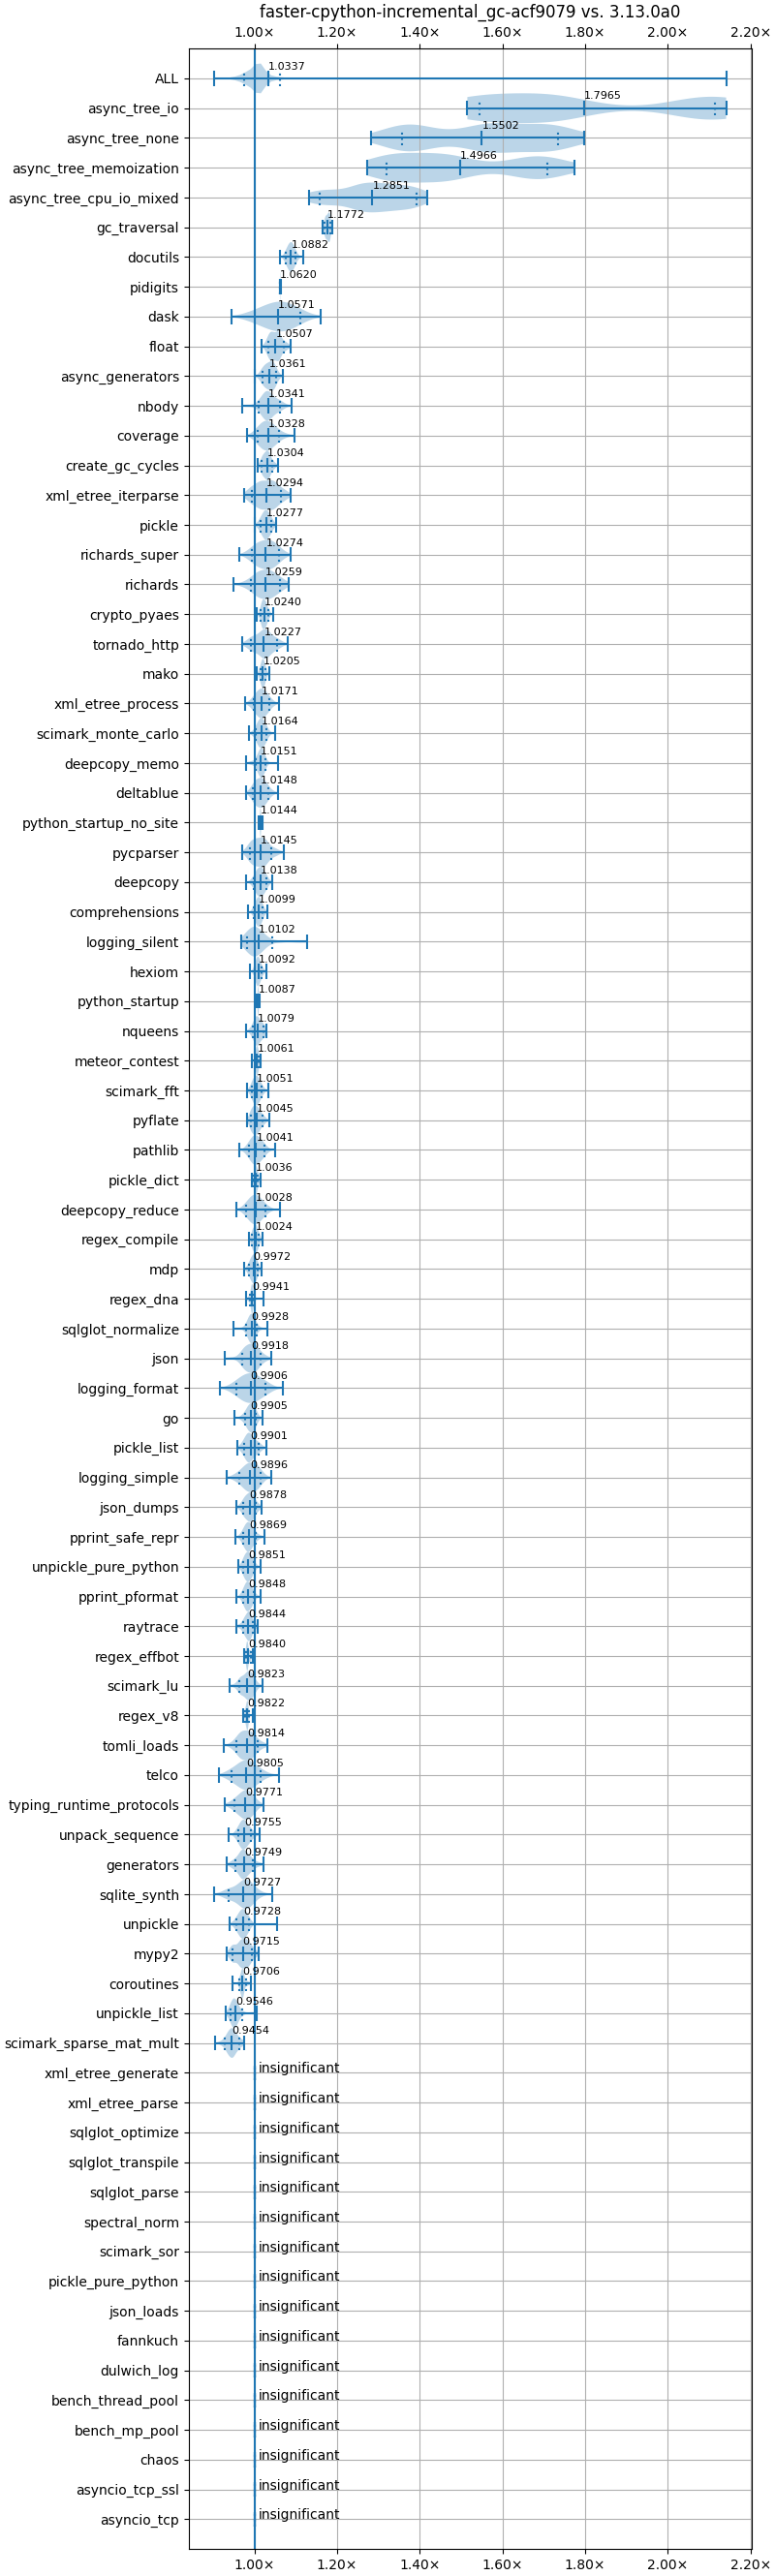 faster-cpython-incremental_gc-acf9079 vs. 3.13.0a0
1.00× 1.20× 1.40× 1.60× 1.80× 2.00× 2.20×
ALL 1.0337
async_tree_io 1.7965
async_tree_none 1.5502
async_tree_memoization 1.4966
async_tree_cpu_io_mixed 1.2851
gc_traversal 1.1772
docutils 1.0882
pidigits 1.0620
dask 1.0571
float 1.0507
async_generators 1.0361
nbody 1.0341
coverage 1.0328
create_gc_cycles 1.0304
xml_etree_iterparse 1.0294
pickle 1.0277
richards_super 1.0274
richards 1.0259
crypto_pyaes 1.0240
tornado_http 1.0227
mako 1.0205
xml_etree_process 1.0171
scimark_monte_carlo 1.0164
deepcopy_memo 1.0151
deltablue 1.0148
python_startup_no_site 1.0144
pycparser 1.0145
deepcopy 1.0138
comprehensions 1.0099
logging_silent 1.0102
hexiom 1.0092
python_startup 1.0087
nqueens 1.0079
meteor_contest 1.0061
scimark_fft 1.0051
pyflate 1.0045
pathlib 1.0041
pickle_dict 1.0036
deepcopy_reduce 1.0028
regex_compile 1.0024
mdp 0.9972
regex_dna 0.9941
sqlglot_normalize 0.9928
json 0.9918
logging_format 0.9906
go 0.9905
pickle_list 0.9901
logging_simple 0.9896
json_dumps 0.9878
pprint_safe_repr 0.9869
unpickle_pure_python 0.9851
pprint_pformat 0.9848
raytrace 0.9844
regex_effbot 0.9840
scimark_lu 0.9823
regex_v8 0.9822
tomli_loads 0.9814
telco 0.9805
typing_runtime_protocols 0.9771
unpack_sequence 0.9755
generators 0.9749
sqlite_synth 0.9727
unpickle 0.9728
mypy2 0.9715
coroutines 0.9706
unpickle_list 0.9546
scimark_sparse_mat_mult 0.9454
xml_etree_generate insignificant
xml_etree_parse insignificant
sqlglot_optimize insignificant
sqlglot_transpile insignificant
sqlglot_parse insignificant
spectral_norm insignificant
scimark_sor insignificant
pickle_pure_python insignificant
json_loads insignificant
fannkuch insignificant
dulwich_log insignificant
bench_thread_pool insignificant
bench_mp_pool insignificant
chaos insignificant
asyncio_tcp_ssl insignificant
asyncio_tcp insignificant
1.00× 1.20× 1.40× 1.60× 1.80× 2.00× 2.20×